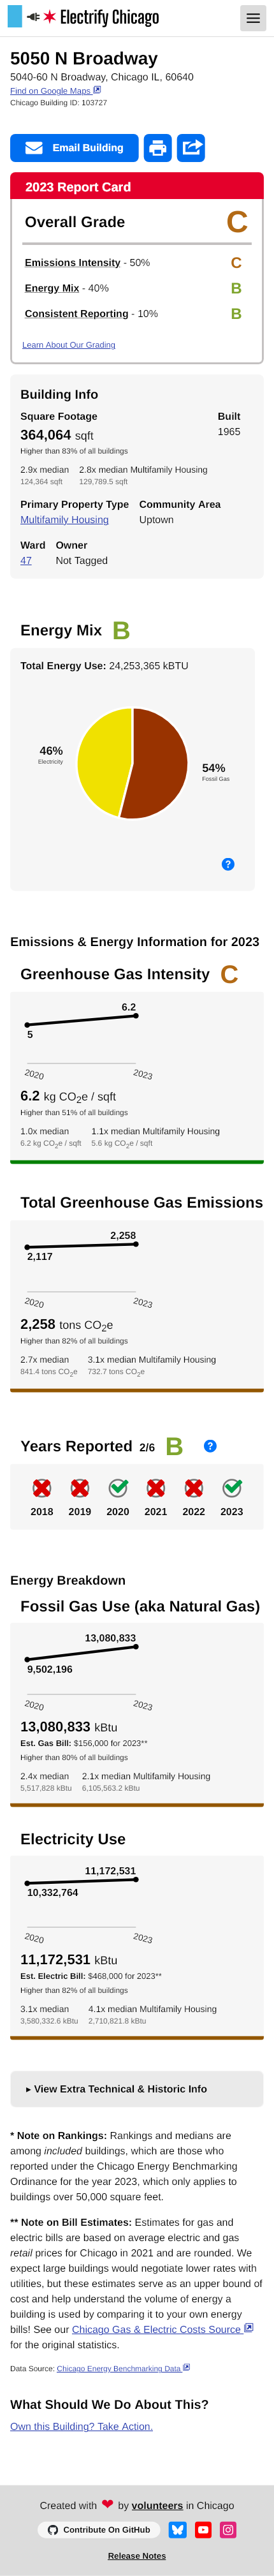 Electrify Chicago
5050 N Broadway
5040-60 N Broadway, Chicago IL, 60640
Find on Google Maps
Chicago Building ID: 103727
Email Building
2023 Report Card
Overall Grade C
Emissions Intensity - 50% C
Energy Mix - 40% B
Consistent Reporting - 10% B
Learn About Our Grading
Building Info
Square Footage Built
364,064 sqft 1965
Higher than 83% of all buildings
2.9x median 2.8x median Multifamily Housing
124,364 sqft 129,789.5 sqft
Primary Property Type Community Area
Multifamily Housing Uptown
Ward Owner
47 Not Tagged
Energy Mix B
Total Energy Use: 24,253,365 kBTU
46%
Electricity
54%
Fossil Gas
?
Emissions & Energy Information for 2023
Greenhouse Gas Intensity C
6.2
5
2020 2023
6.2 kg CO2e / sqft
Higher than 51% of all buildings
1.0x median 1.1x median Multifamily Housing
6.2 kg CO2e / sqft 5.6 kg CO2e / sqft
Total Greenhouse Gas Emissions
2,258
2,117
2020 2023
2,258 tons CO2e
Higher than 82% of all buildings
2.7x median 3.1x median Multifamily Housing
841.4 tons CO2e 732.7 tons CO2e
Years Reported 2/6 B ?
2018 2019 2020 2021 2022 2023
Energy Breakdown
Fossil Gas Use (aka Natural Gas)
13,080,833
9,502,196
2020 2023
13,080,833 kBtu
Est. Gas Bill: $156,000 for 2023**
Higher than 80% of all buildings
2.4x median 2.1x median Multifamily Housing
5,517,828 kBtu 6,105,563.2 kBtu
Electricity Use
11,172,531
10,332,764
2020 2023
11,172,531 kBtu
Est. Electric Bill: $468,000 for 2023**
Higher than 82% of all buildings
3.1x median 4.1x median Multifamily Housing
3,580,332.6 kBtu 2,710,821.8 kBtu
▸ View Extra Technical & Historic Info
* Note on Rankings: Rankings and medians are
among included buildings, which are those who
reported under the Chicago Energy Benchmarking
Ordinance for the year 2023, which only applies to
buildings over 50,000 square feet.
** Note on Bill Estimates: Estimates for gas and
electric bills are based on average electric and gas
retail prices for Chicago in 2021 and are rounded. We
expect large buildings would negotiate lower rates with
utilities, but these estimates serve as an upper bound of
cost and help understand the volume of energy a
building is used by comparing it to your own energy
bills! See our Chicago Gas & Electric Costs Source
for the original statistics.
Data Source: Chicago Energy Benchmarking Data
What Should We Do About This?
Own this Building? Take Action.
Created with ❤ by volunteers in Chicago
Contribute On GitHub
Release Notes